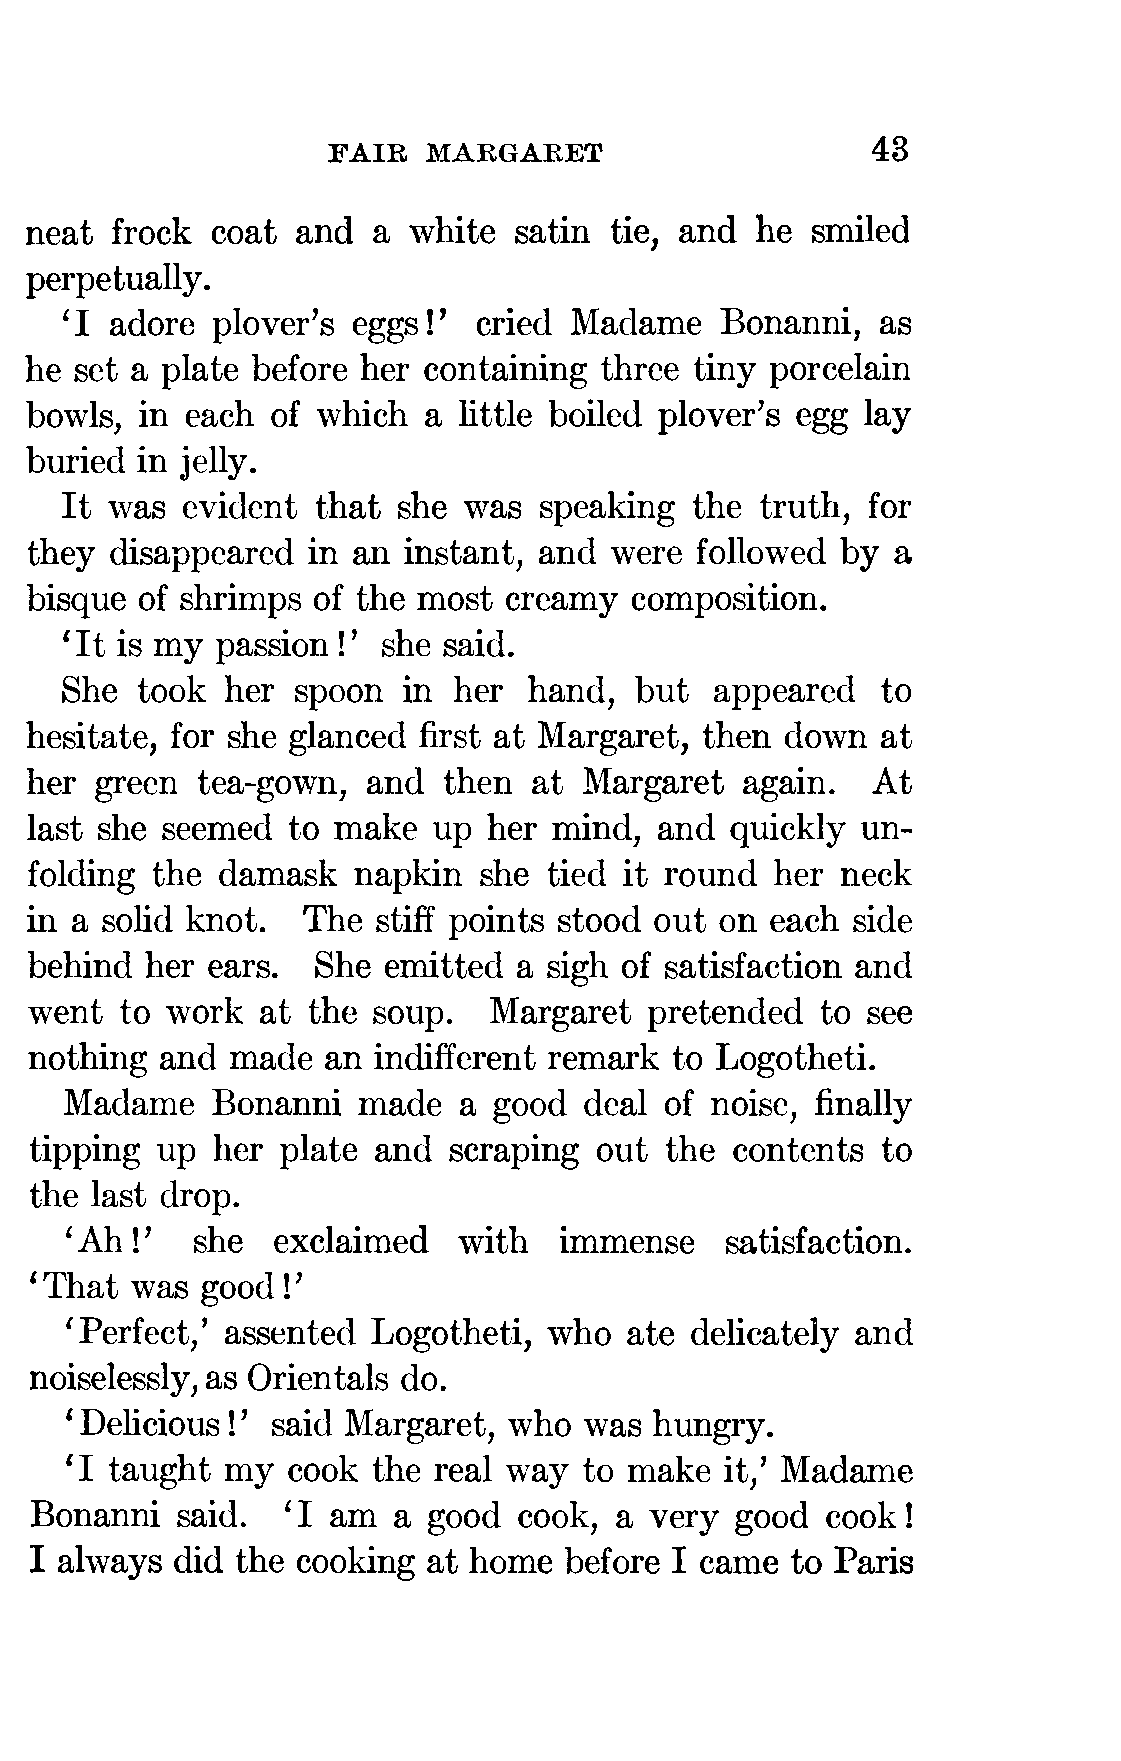 FAIR MARGARET 43
neat frock coat and a white satin tie, and he smiled
perpetually.
‘I adore plover’s eggs!’ cried Madame Bonanni, as
he set a plate before her containing three tiny porcelain
bowls, in each of which a little boiled plover’s egg lay
buried in jelly.
It was evident that she was speaking the truth, for
they disappeared in an instant, and were followed by a
bisque of shrimps of the most creamy composition.
‘It is my passion!’ she said.
She took her spoon in her hand, but appeared to
hesitate, for she glanced first at Margaret, then down at
her green tea-gown, and then at Margaret again. At
last she seemed to make up her mind, and quickly un-
folding the damask napkin she tied it round her neck
in a solid knot. The stiff points stood out on each side
behind her ears. She emitted a sigh of satisfaction and
went to work at the soup. Margaret pretended to see
nothing and made an indifferent remark to Logotheti.
Madame Bonanni made a good deal of noise, finally
tipping up her plate and scraping out the contents to
the last drop.
‘Ah!’ she exclaimed with immense satisfaction.
‘That was good!’
‘Perfect,’ assented Logotheti, who ate delicately and
noiselessly, as Orientals do.
‘Delicious!’ said Margaret, who was hungry.
‘I taught my cook the real way to make it,’ Madame
Bonanni said. ‘I am a good cook, a very good cook!
I always did the cooking at home before I came to Paris